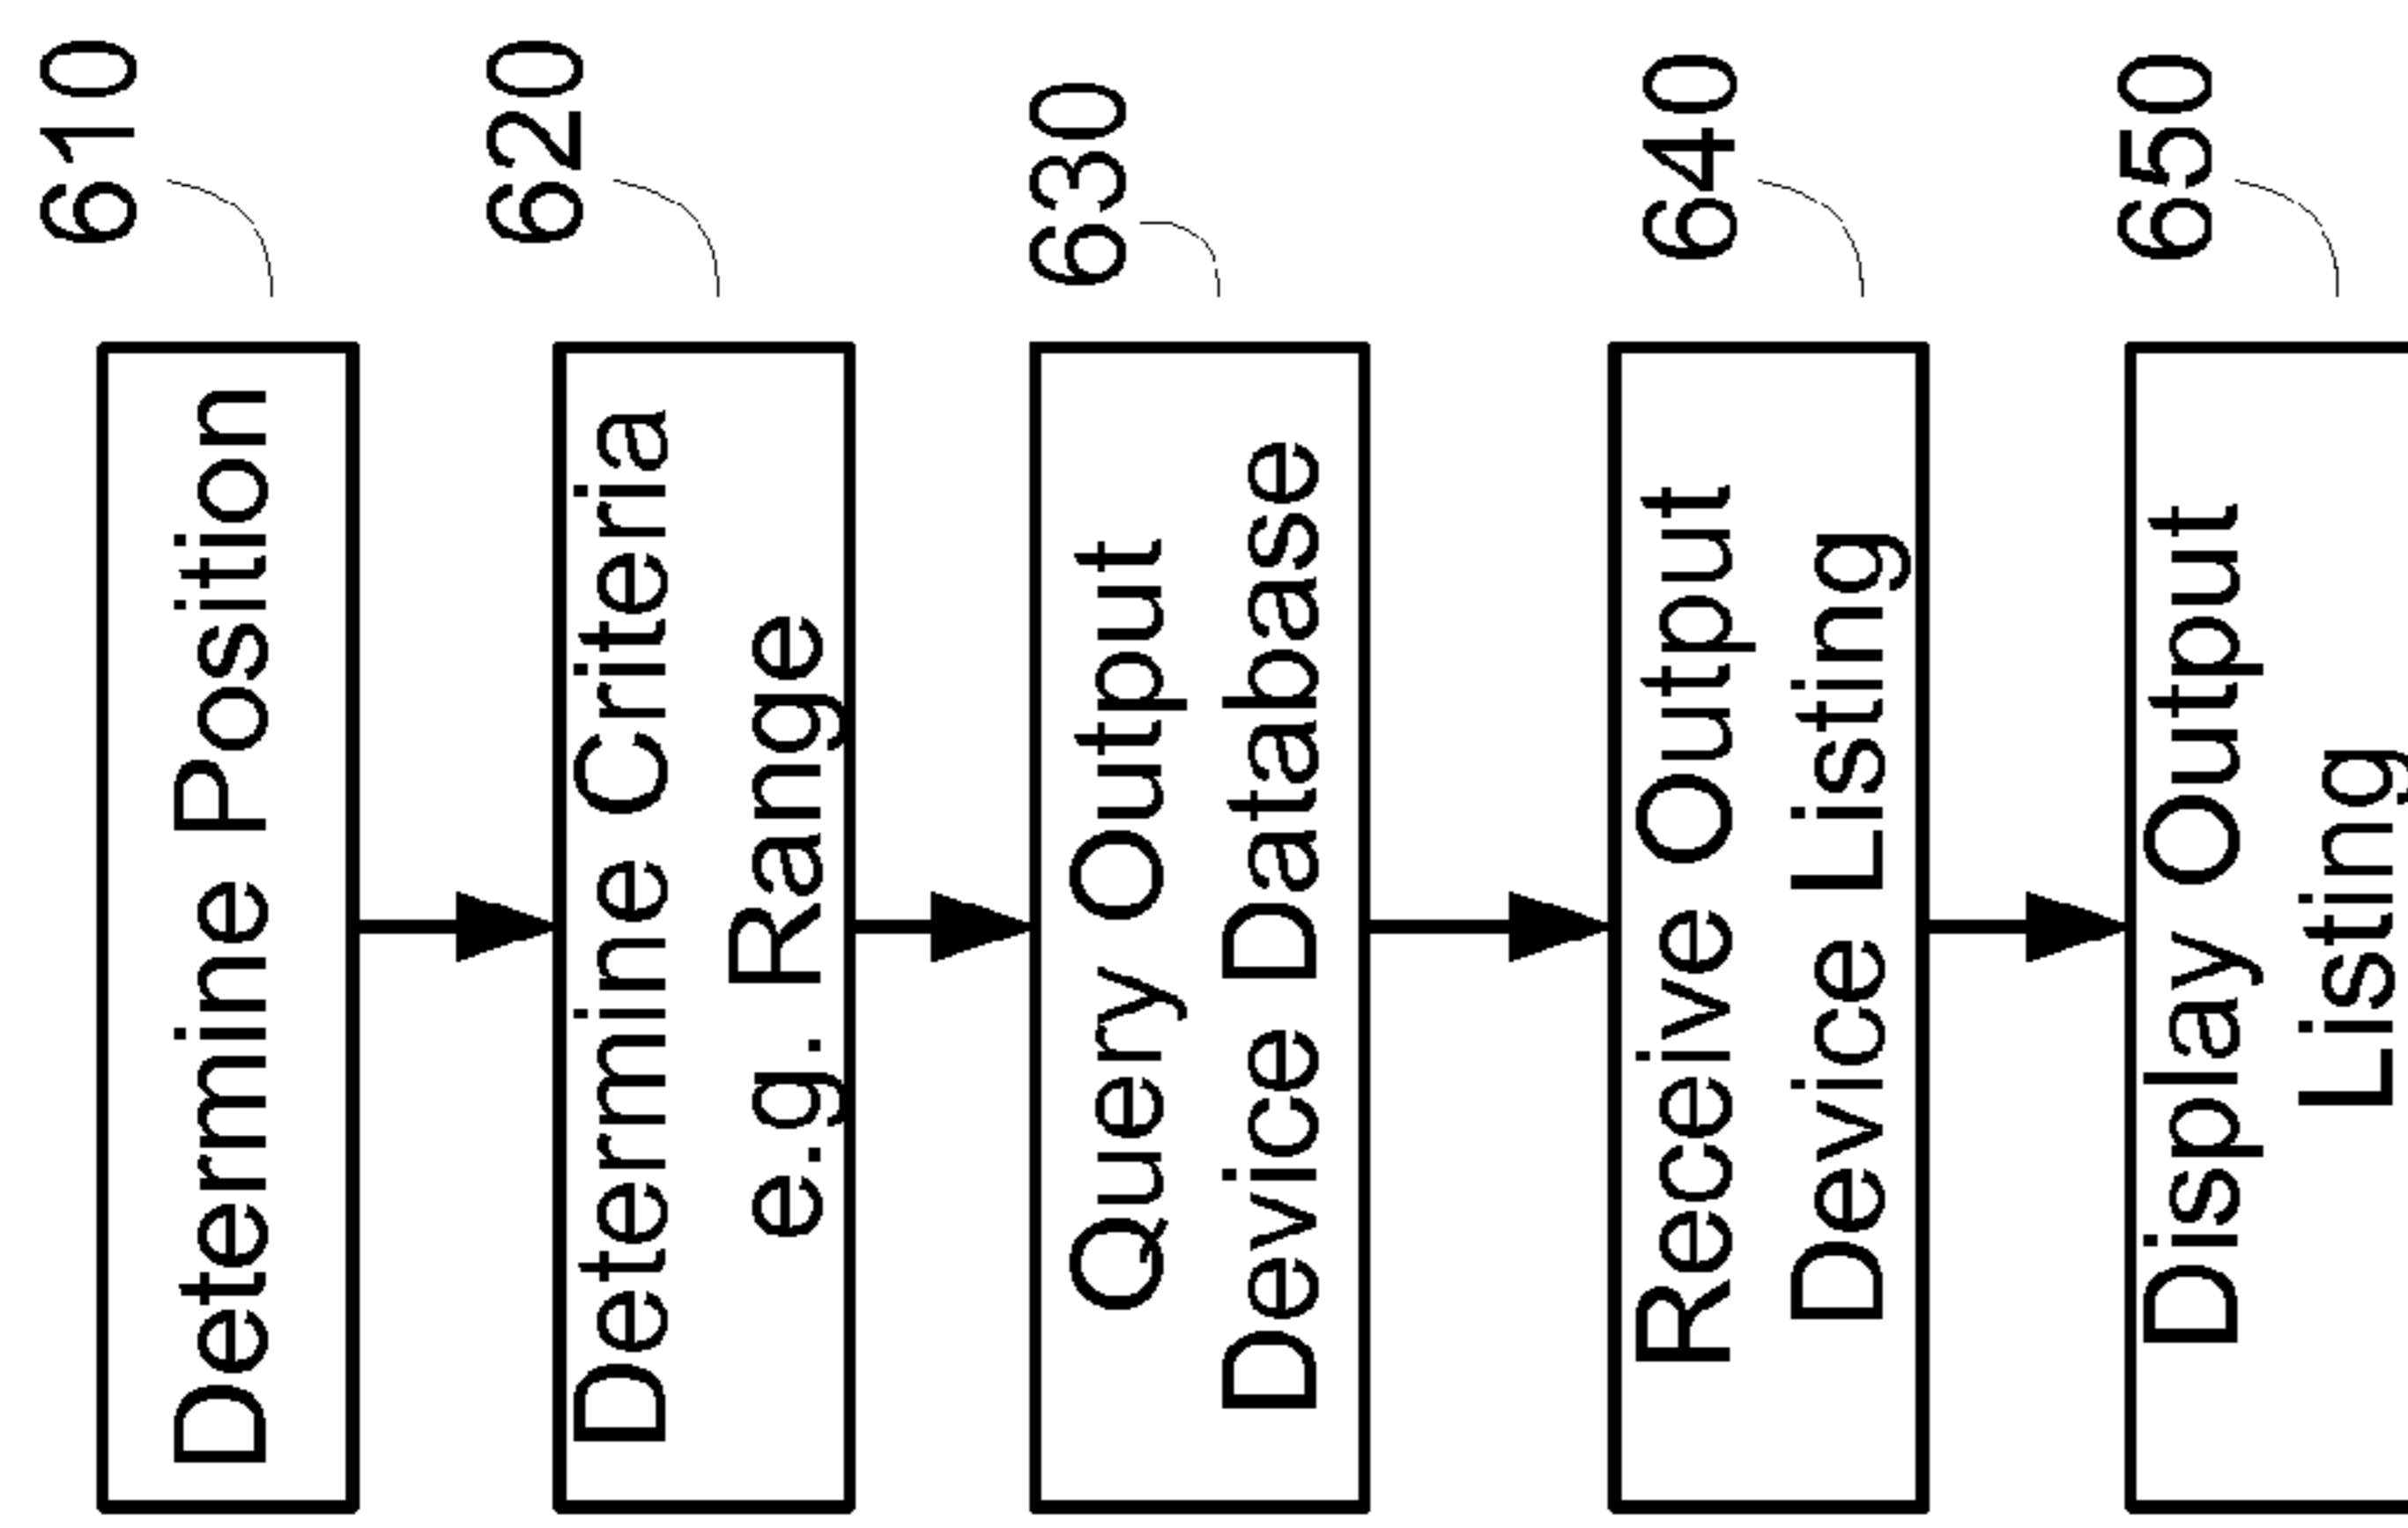 610
Determine Position
620
Determine Criteria
e.g. Range
630
Query Output
Device Database
640
Receive Output
Device Listing
650
Display Output
Listing